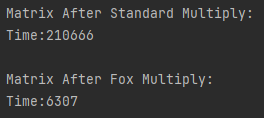 Matrix After Standard Multiply:
Time:210666
Matrix After Fox Multiply:
Time:6307